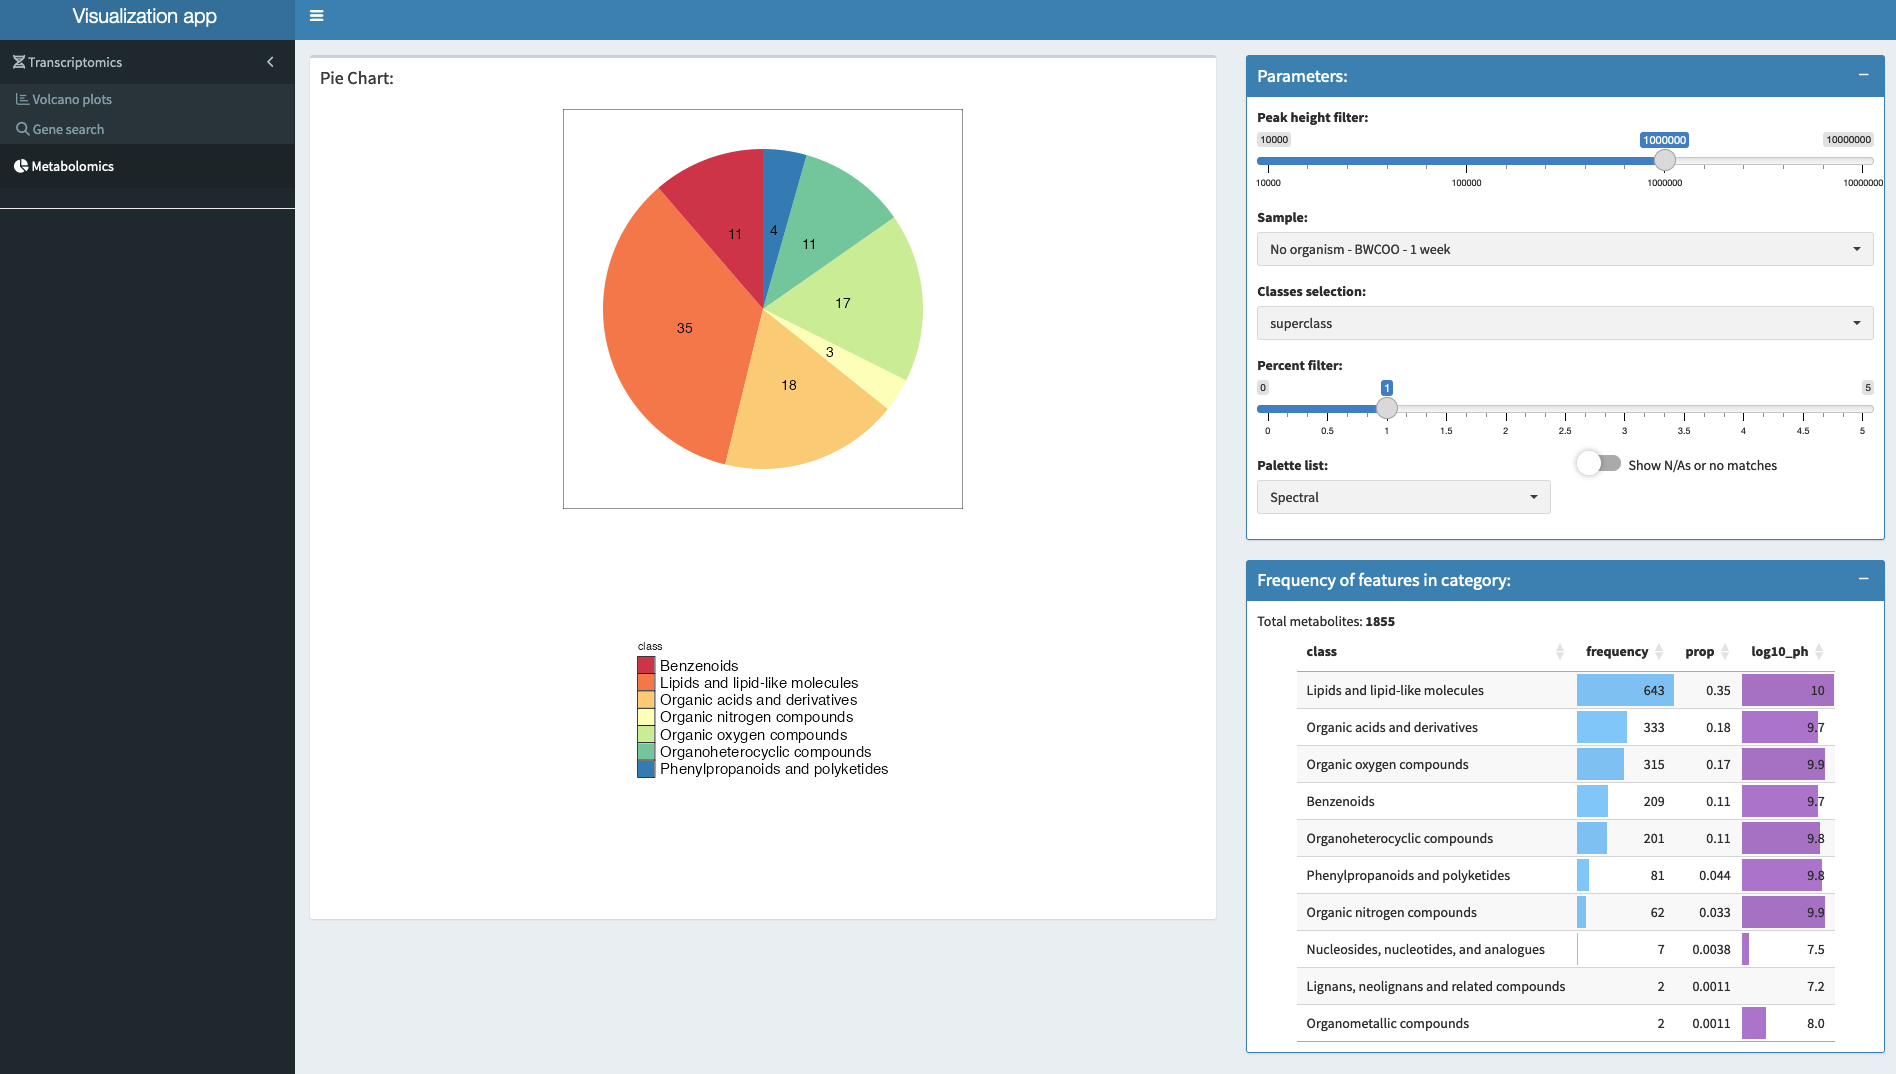 Visualization app
Transcriptomics
Volcano plots
Gene search
Metabolomics
Pie Chart:
11
4
11
17
35
3
18
class
Benzenoids
Lipids and lipid-like molecules
Organic acids and derivatives
Organic nitrogen compounds
Organic oxygen compounds
Organoheterocyclic compounds
Phenylpropanoids and polyketides
Parameters:
Peak height filter:
10000 1000000 10000000
10000 100000 1000000 10000000
Sample:
No organism - BWCOO - 1 week
Classes selection:
superclass
Percent filter:
0 1 5
0 0.5 1 1.5 2 2.5 3 3.5 4 4.5 5
Palette list:
Show N/As or no matches
Spectral
Frequency of features in category:
Total metabolites: 1855
class frequency prop log10_ph
Lipids and lipid-like molecules 643 0.35 10
Organic acids and derivatives 333 0.18 9.7
Organic oxygen compounds 315 0.17 9.9
Benzenoids 209 0.11 9.7
Organoheterocyclic compounds 201 0.11 9.8
Phenylpropanoids and polyketides 81 0.044 9.8
Organic nitrogen compounds 62 0.033 9.9
Nucleosides, nucleotides, and analogues 7 0.0038 7.5
Lignans, neolignans and related compounds 2 0.0011 7.2
Organometallic compounds 2 0.0011 8.0